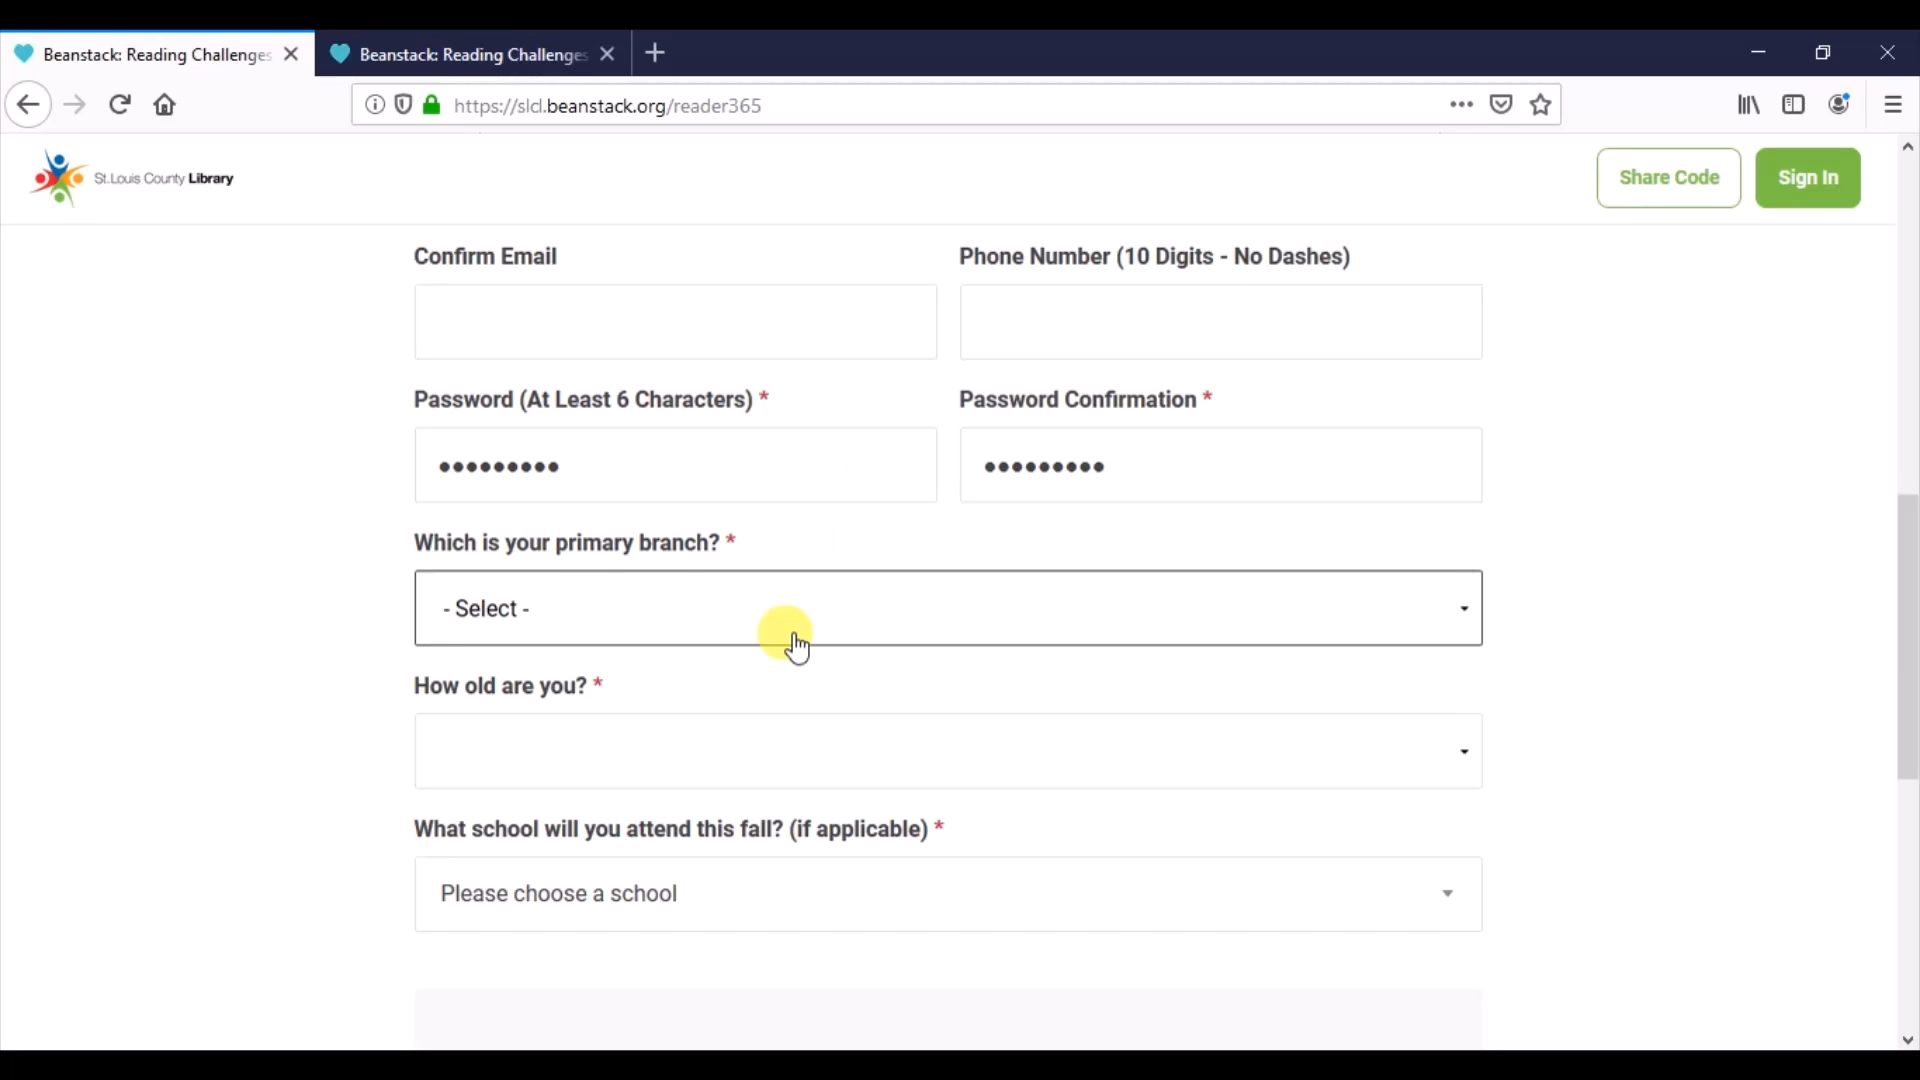 Beanstack: Reading Challenges
Beanstack: Reading Challenges
https://slcl.beanstack.org/reader365
St. Louis County Library
Share Code
Sign In
Confirm Email
Phone Number (10 Digits - No Dashes)
Password (At Least 6 Characters) *
Password Confirmation *
Which is your primary branch? *
- Select -
How old are you? *
What school will you attend this fall? (if applicable) *
Please choose a school